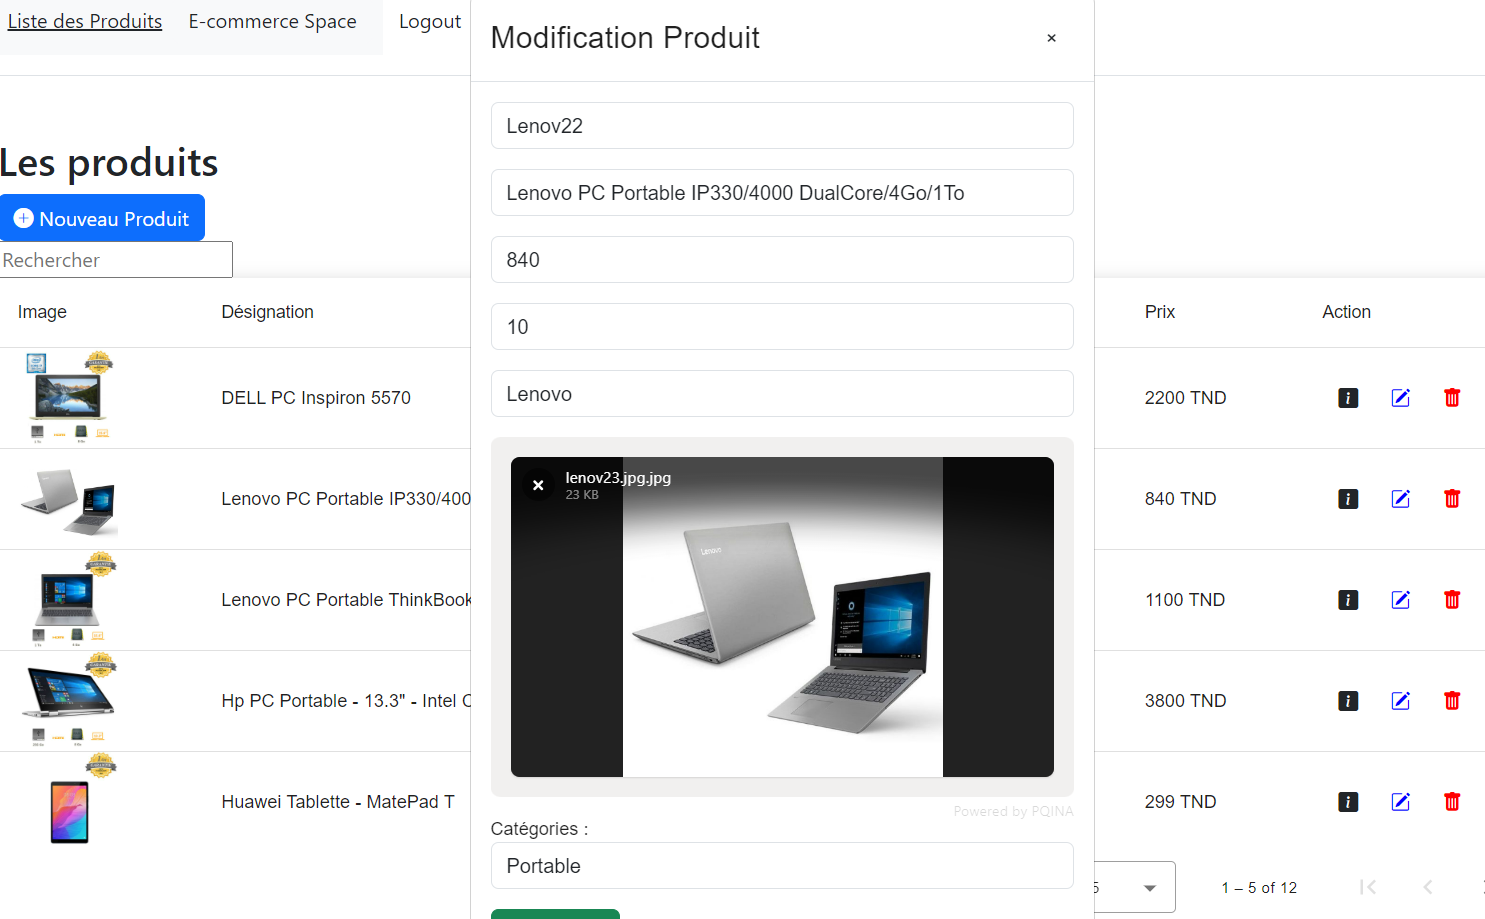 Liste des Produits
E-commerce Space
Logout
Modification Produit
×
Les produits
Nouveau Produit
Rechercher
Lenov22
Lenovo PC Portable IP330/4000 DualCore/4Go/1To
840
10
Lenovo
lenov23.jpg.jpg
23 KB
Lenovo
Powered by PQINA
Catégories :
Portable
Image
Désignation
Prix
Action
DELL PC Inspiron 5570
2200 TND
Lenovo PC Portable IP330/400
840 TND
Lenovo PC Portable ThinkBook
1100 TND
Hp PC Portable - 13.3" - Intel C
3800 TND
Huawei Tablette - MatePad T
299 TND
5
1 – 5 of 12